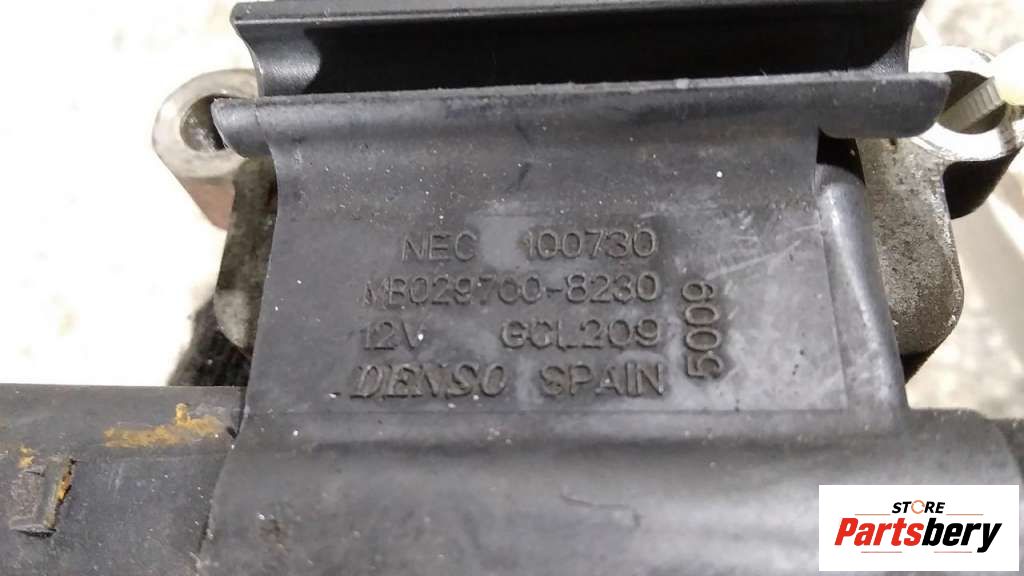 NEC 100730
MB029700-8230
12V GCL209
DENSO SPAIN
5009
STORE
Partsbery